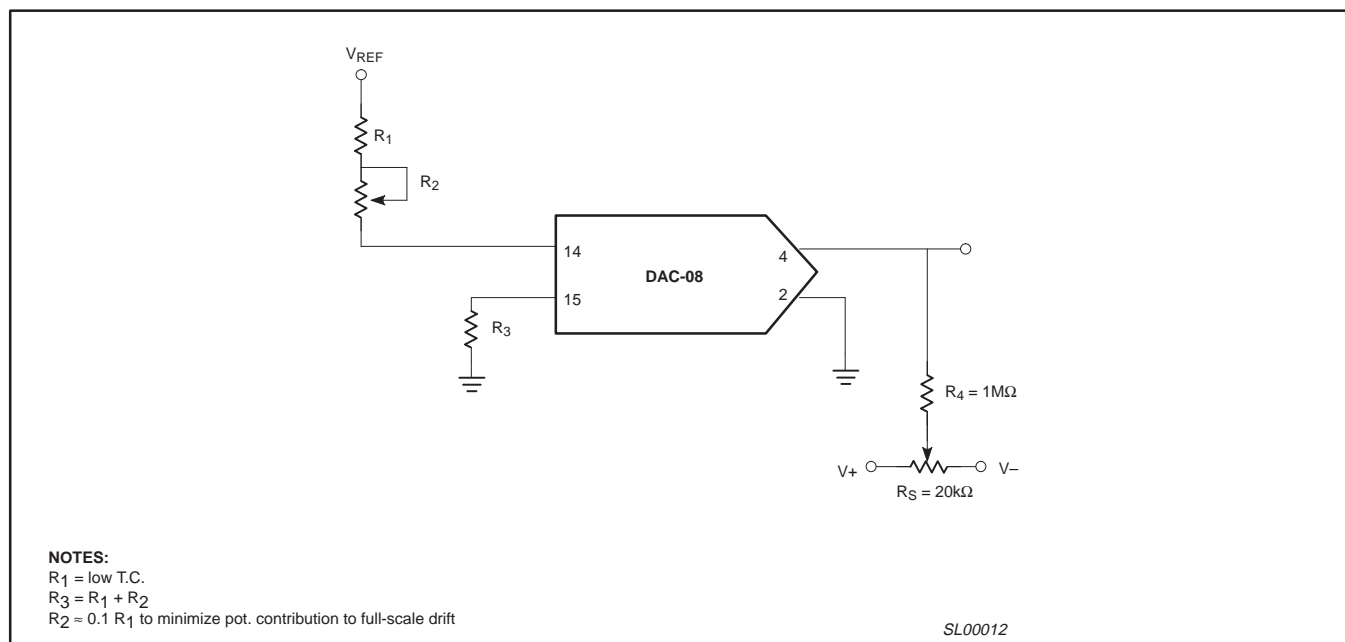 VREF
R1
R2
14
15
DAC-08
4
2
R3
R4 = 1MΩ
V+
V–
RS = 20kΩ
NOTES:
R1 = low T.C.
R3 = R1 + R2
R2 ≈ 0.1 R1 to minimize pot. contribution to full-scale drift
SL00012